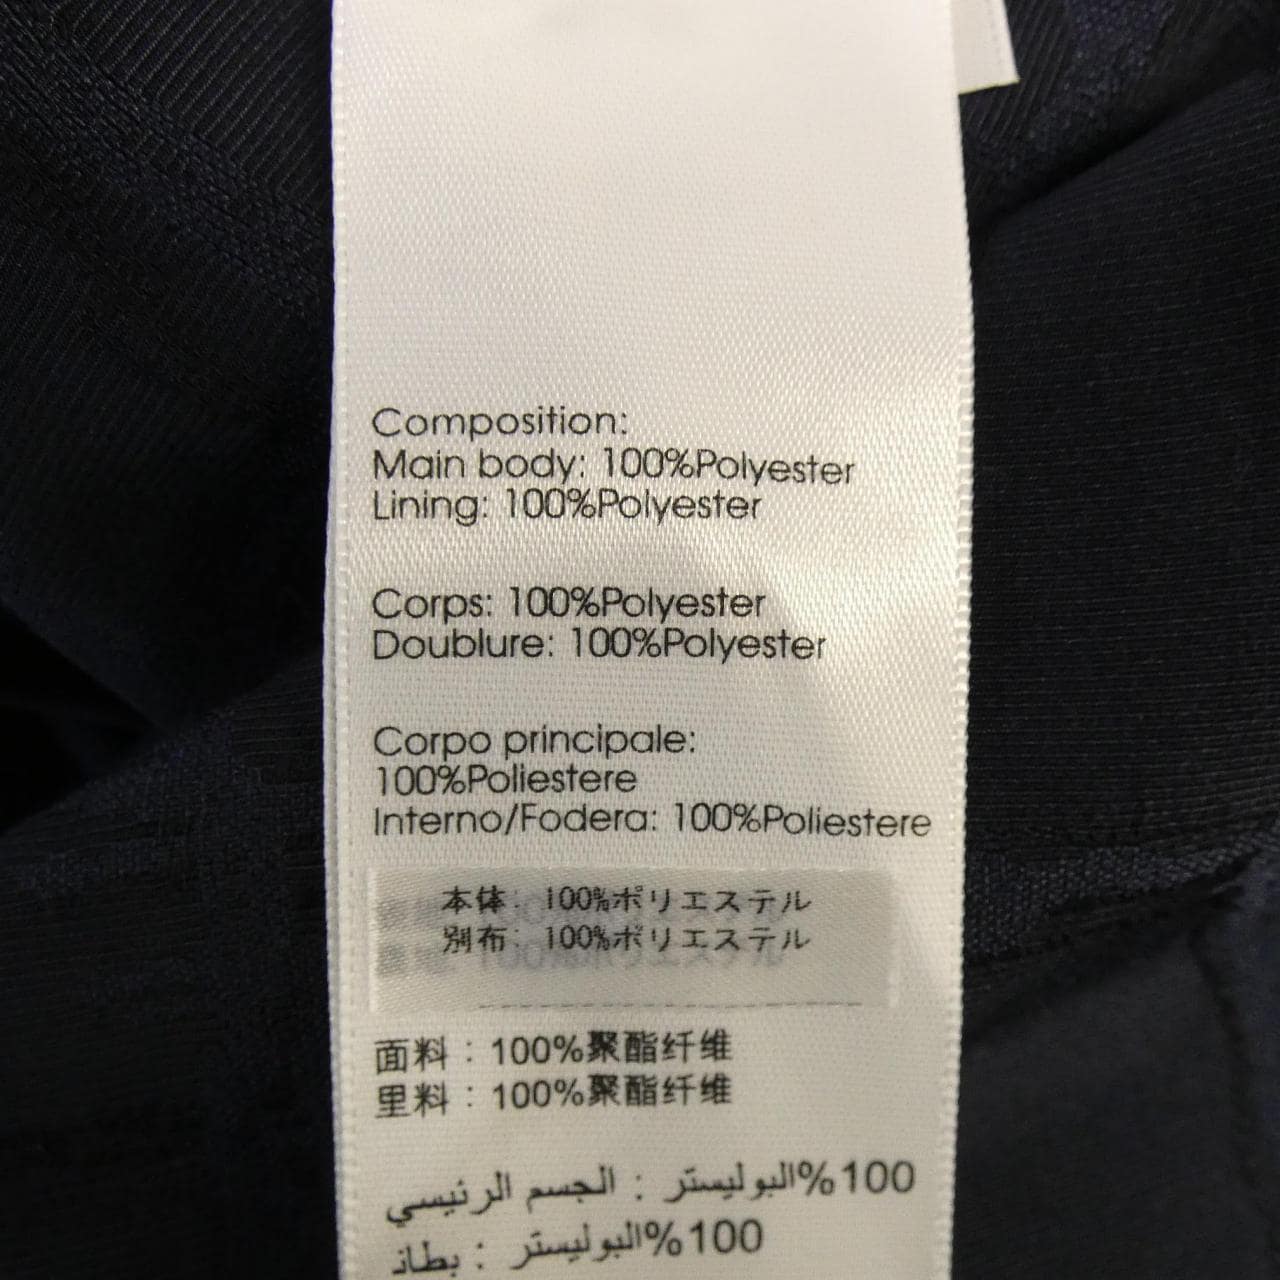 Composition:
Main body: 100%Polyester
Lining: 100%Polyester
Corps: 100%Polyester
Doublure: 100%Polyester
Corpo principale:
100%Poliestere
Interno/Fodera: 100%Poliestere
本体: 100%ポリエステル
別布: 100%ポリエステル
面料：100%聚酯纤维
里料：100%聚酯纤维
100%البوليستر : الجسم الرئيسي
100%البوليستر : بطان